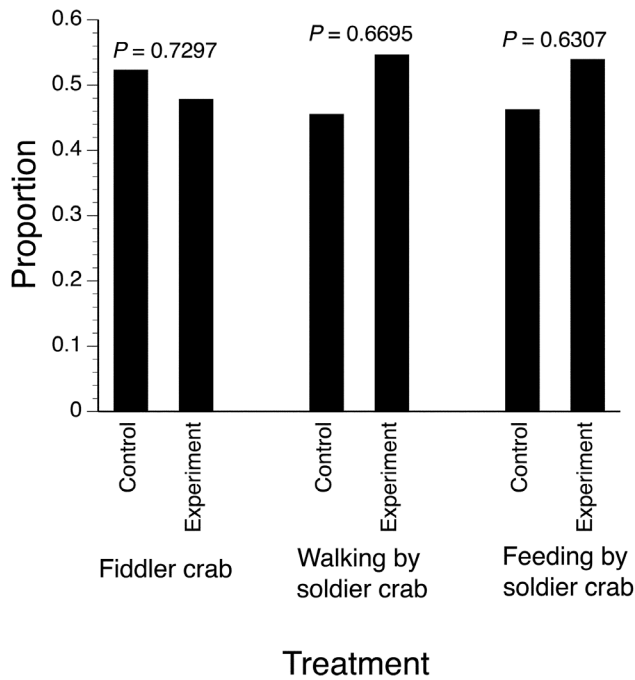 0.6
0.5
0.4
0.3
0.2
0.1
0
Proportion
P = 0.7297
P = 0.6695
P = 0.6307
Control
Experiment
Control
Experiment
Control
Experiment
Fiddler crab
Walking by
soldier crab
Feeding by
soldier crab
Treatment